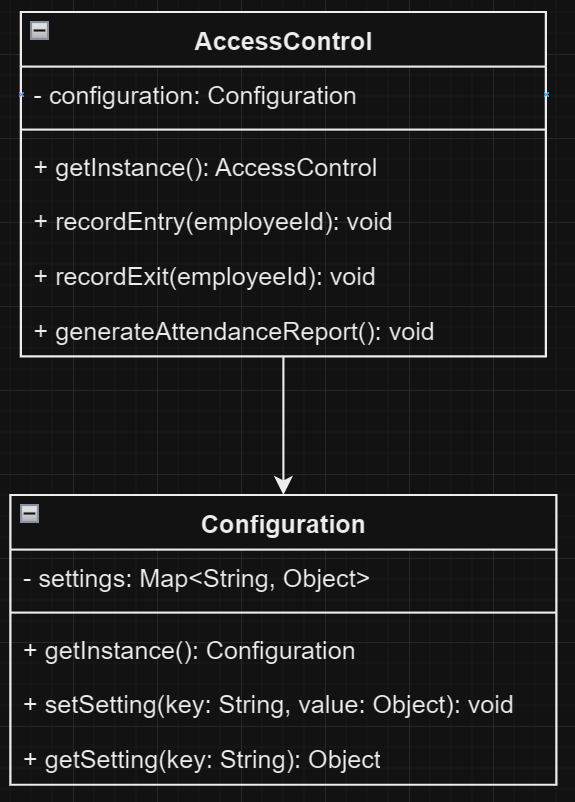 AccessControl
- configuration: Configuration
+ getInstance(): AccessControl
+ recordEntry(employeeId): void
+ recordExit(employeeId): void
+ generateAttendanceReport(): void
Configuration
- settings: Map<String, Object>
+ getInstance(): Configuration
+ setSetting(key: String, value: Object): void
+ getSetting(key: String): Object